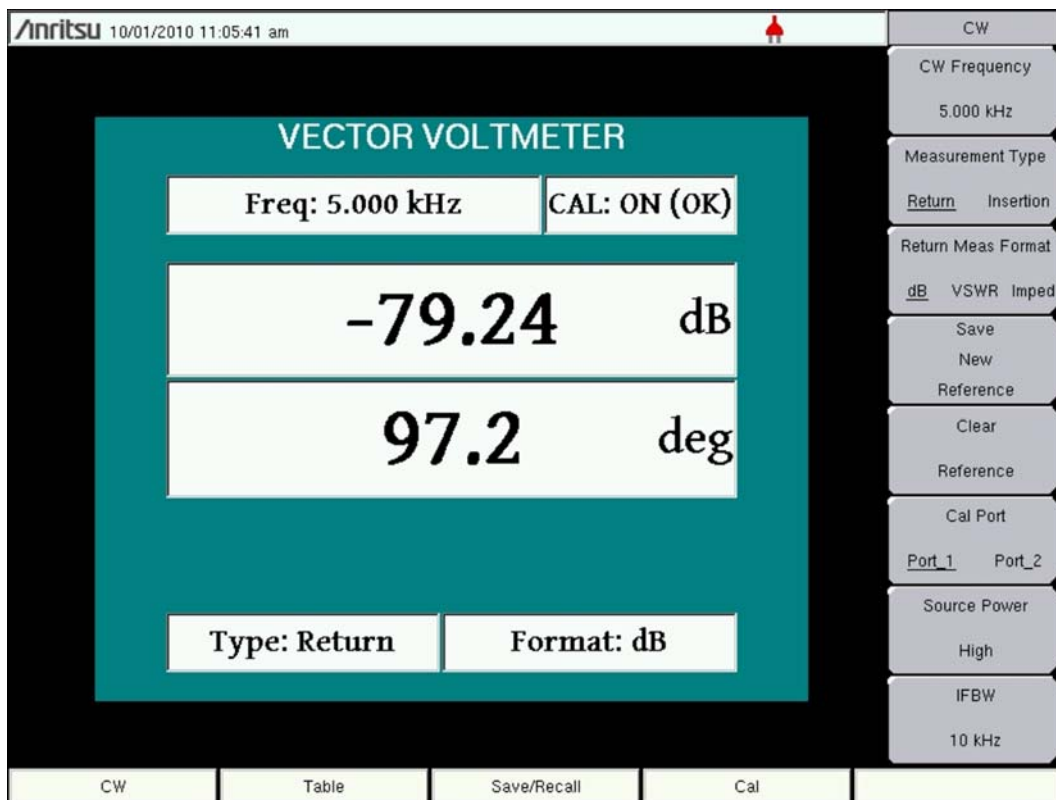 Anritsu 10/01/2010 11:05:41 am
VECTOR VOLTMETER
Freq: 5.000 kHz
CAL: ON (OK)
-79.24 dB
97.2 deg
Type: Return
Format: dB
CW
CW Frequency
5.000 kHz
Measurement Type
Return Insertion
Return Meas Format
dB VSWR Imped
Save
New
Reference
Clear
Reference
Cal Port
Port_1 Port_2
Source Power
High
IFBW
10 kHz
CW
Table
Save/Recall
Cal